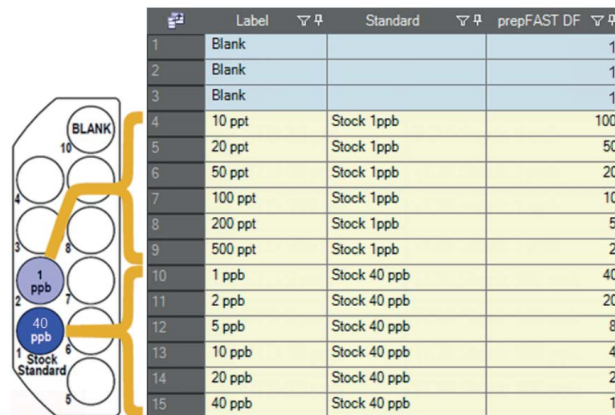 Label Standard prepFAST DF
1 Blank 1
2 Blank 1
3 Blank 1
4 10 ppt Stock 1ppb 100
5 20 ppt Stock 1ppb 50
6 50 ppt Stock 1ppb 20
7 100 ppt Stock 1ppb 10
8 200 ppt Stock 1ppb 5
9 500 ppt Stock 1ppb 2
10 1 ppb Stock 40 ppb 40
11 2 ppb Stock 40 ppb 20
12 5 ppb Stock 40 ppb 8
13 10 ppb Stock 40 ppb 4
14 20 ppb Stock 40 ppb 2
15 40 ppb Stock 40 ppb 1
BLANK
10
4
3
8
1
ppb
2
7
40
ppb
1
6
Stock
Standard
5